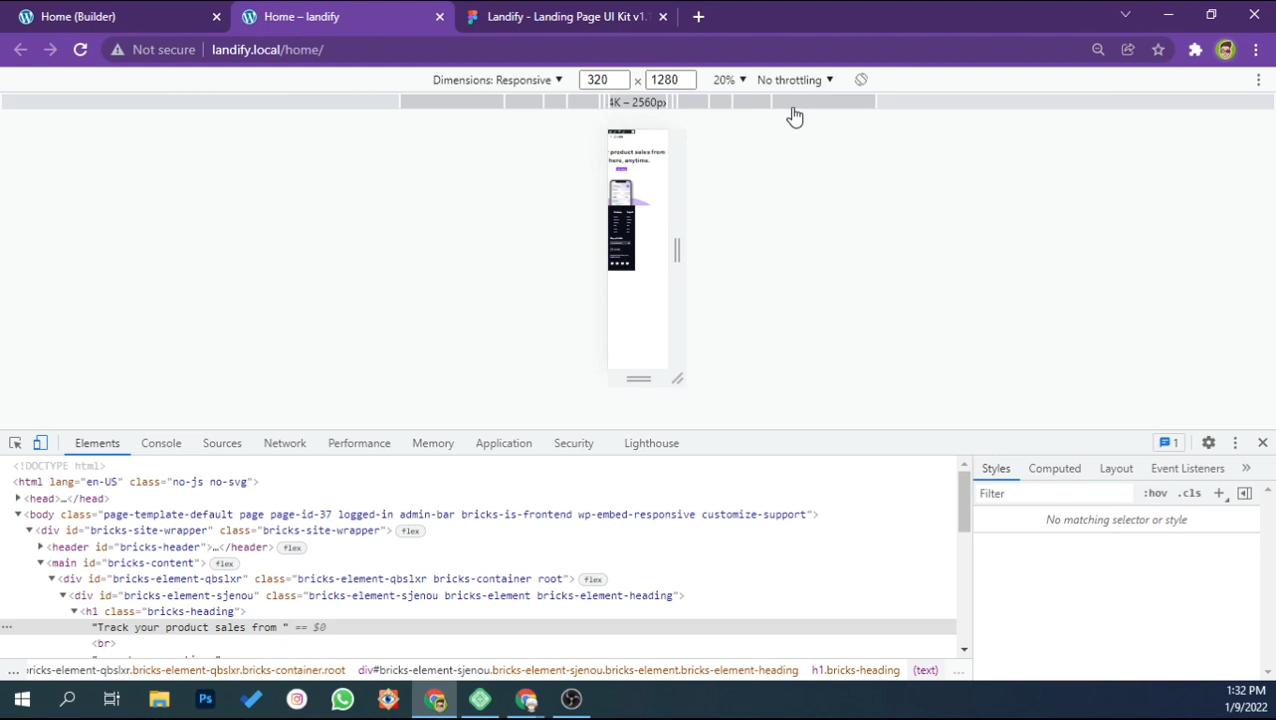 Home (Builder)
Home – landify
Landify - Landing Page UI Kit v1.
Not secure
landify.local/home/
Dimensions: Responsive
320
×
1280
20%
No throttling
4K – 2560px
product sales from
here, anytime.
Elements
Console
Sources
Network
Performance
Memory
Application
Security
Lighthouse
1
<!DOCTYPE html>
<html lang="en-US" class="no-js no-svg">
<head>…</head>
<body class="page-template-default page page-id-37 logged-in admin-bar bricks-is-frontend wp-embed-responsive customize-support">
<div id="bricks-site-wrapper" class="bricks-site-wrapper"> flex
<header id="bricks-header">…</header> flex
<main id="bricks-content"> flex
<div id="bricks-element-qbslxr" class="bricks-element-qbslxr bricks-container root"> flex
<div id="bricks-element-sjenou" class="bricks-element-sjenou bricks-element bricks-element-heading">
<h1 class="bricks-heading">
… "Track your product sales from " == $0
<br>
Styles
Computed
Layout
Event Listeners
»
Filter
:hov
.cls
+
No matching selector or style
...
ricks-element-qbslxr.bricks-container.root
div#bricks-element-sjenou.bricks-element-sjenou.bricks-element.bricks-element-heading
h1.bricks-heading
(text)
...
1:32 PM
1/9/2022